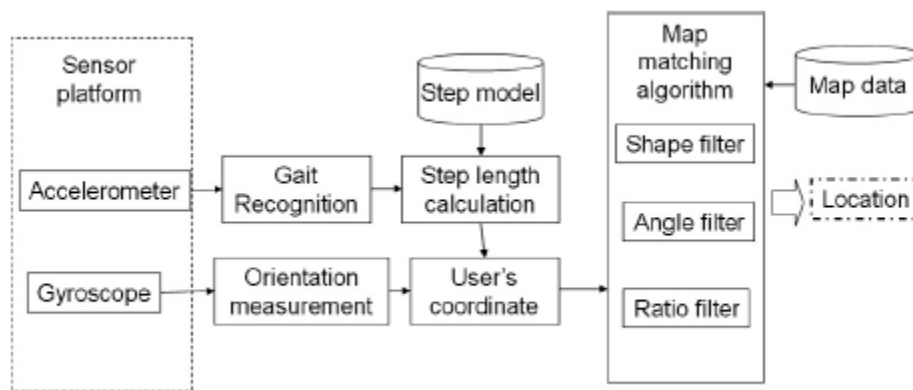 Sensor
platform
Accelerometer
Gyroscope
Gait
Recognition
Orientation
measurement
Step model
Step length
calculation
User's
coordinate
Map
matching
algorithm
Shape filter
Angle filter
Ratio filter
Map data
Location